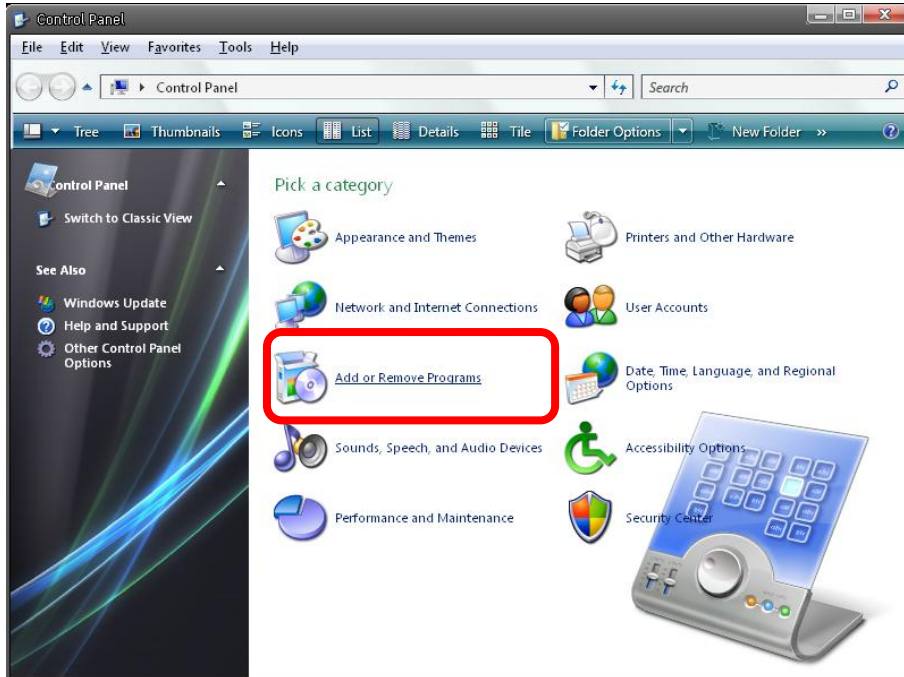 Control Panel
File Edit View Favorites Tools Help
Control Panel
Search
Tree Thumbnails Icons List Details Tile Folder Options New Folder »
Control Panel
Switch to Classic View
See Also
Windows Update
Help and Support
Other Control Panel
Options
Pick a category
Appearance and Themes
Printers and Other Hardware
Network and Internet Connections
User Accounts
Add or Remove Programs
Date, Time, Language, and Regional
Options
Sounds, Speech, and Audio Devices
Accessibility Options
Performance and Maintenance
Security Center